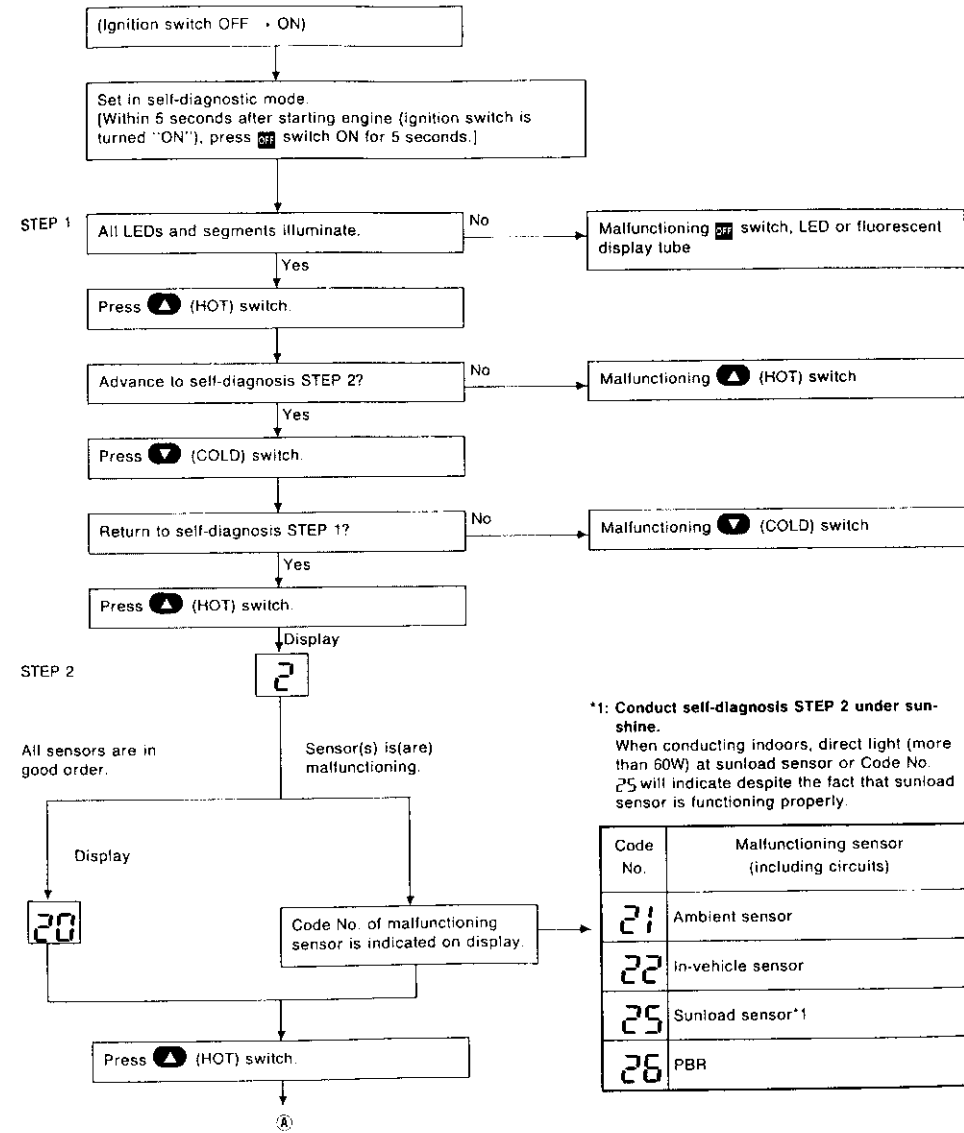 (Ignition switch OFF → ON)
Set in self-diagnostic mode.
[Within 5 seconds after starting engine (ignition switch is
turned "ON"), press OFF switch ON for 5 seconds.]
STEP 1
All LEDs and segments illuminate.
No
Malfunctioning OFF switch, LED or fluorescent
display tube
Yes
Press ▲ (HOT) switch.
Advance to self-diagnosis STEP 2?
No
Malfunctioning ▲ (HOT) switch
Yes
Press ▼ (COLD) switch.
Return to self-diagnosis STEP 1?
No
Malfunctioning ▼ (COLD) switch
Yes
Press ▲ (HOT) switch.
Display
STEP 2
2
All sensors are in
good order.
Sensor(s) is(are)
malfunctioning.
Display
20
Code No. of malfunctioning
sensor is indicated on display.
Press ▲ (HOT) switch.
A
*1: Conduct self-diagnosis STEP 2 under sun-
shine.
When conducting indoors, direct light (more
than 60W) at sunload sensor or Code No.
25 will indicate despite the fact that sunload
sensor is functioning properly.
Code No. Malfunctioning sensor (including circuits)
21 Ambient sensor
22 In-vehicle sensor
25 Sunload sensor*1
26 PBR